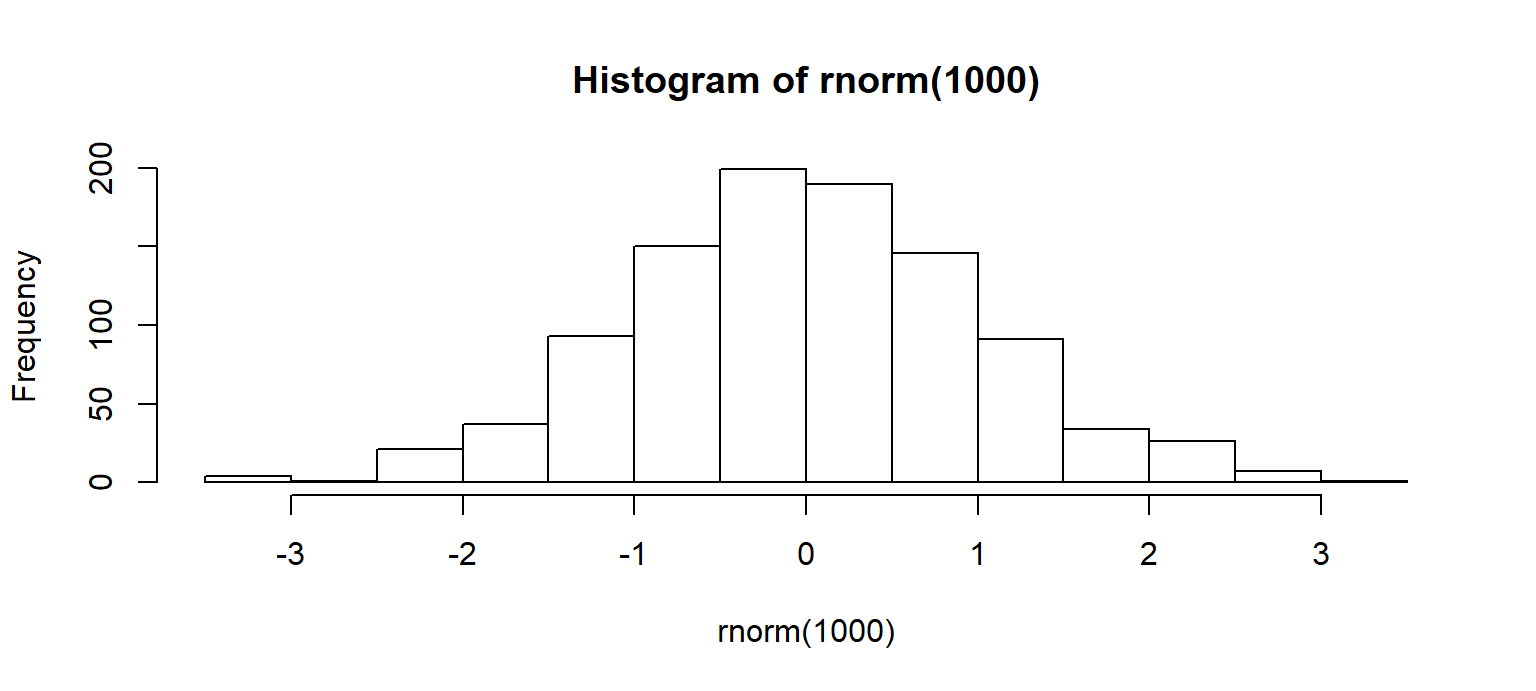 Histogram of rnorm(1000)
Frequency
200
100
50
0
-3 -2 -1 0 1 2 3
rnorm(1000)